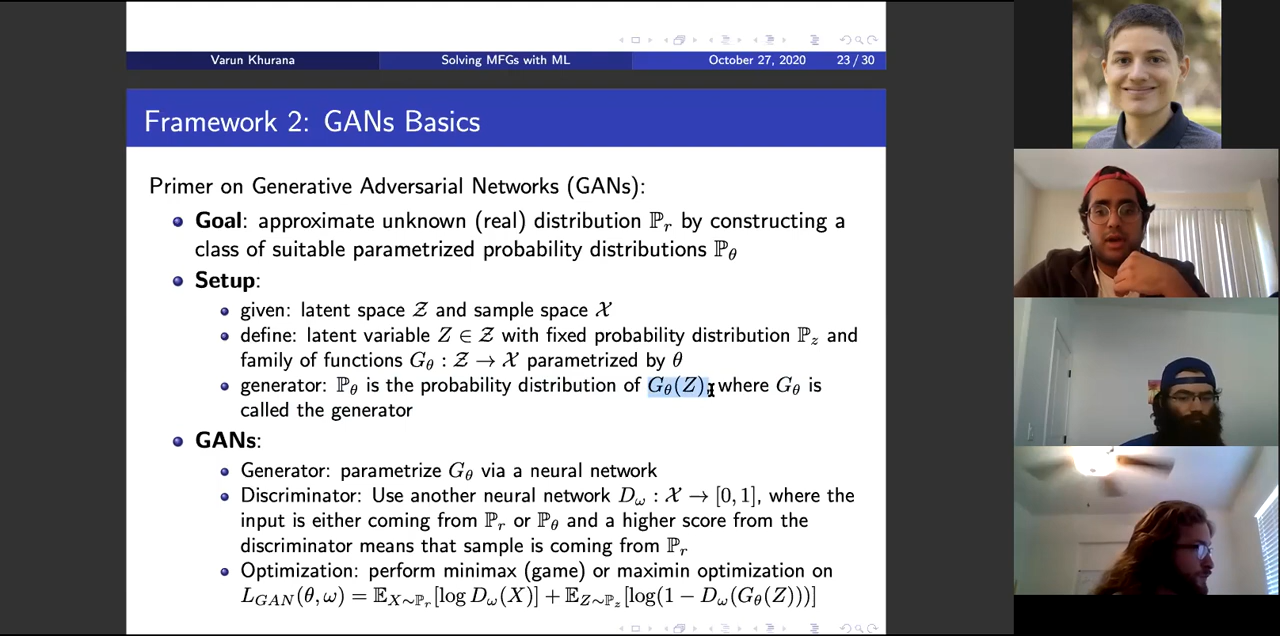 Varun Khurana Solving MFGs with ML October 27, 2020 23 / 30
Framework 2: GANs Basics
Primer on Generative Adversarial Networks (GANs):
Goal: approximate unknown (real) distribution ℙᵣ by constructing a
class of suitable parametrized probability distributions ℙ_θ
Setup:
given: latent space 𝒵 and sample space 𝒳
define: latent variable Z ∈ 𝒵 with fixed probability distribution ℙ_z and
family of functions G_θ : 𝒵 → 𝒳 parametrized by θ
generator: ℙ_θ is the probability distribution of G_θ(Z), where G_θ is
called the generator
GANs:
Generator: parametrize G_θ via a neural network
Discriminator: Use another neural network D_ω : 𝒳 → [0, 1], where the
input is either coming from ℙᵣ or ℙ_θ and a higher score from the
discriminator means that sample is coming from ℙᵣ
Optimization: perform minimax (game) or maximin optimization on
L_{GAN}(θ, ω) = 𝔼_{X∼ℙᵣ}[log D_ω(X)] + 𝔼_{Z∼ℙ_z}[log(1 − D_ω(G_θ(Z)))]